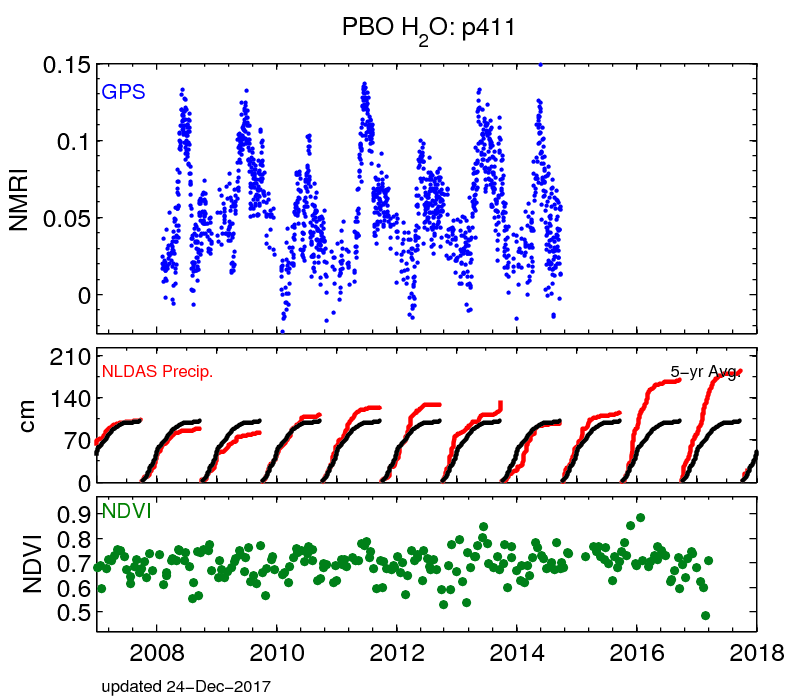 PBO H2O: p411
0.15
GPS
0.1
NMRI
0.05
0
210
NLDAS Precip.
5−yr Avg.
140
cm
70
0
0.9
NDVI
0.8
NDVI
0.7
0.6
0.5
2008 2010 2012 2014 2016 2018
updated 24−Dec−2017